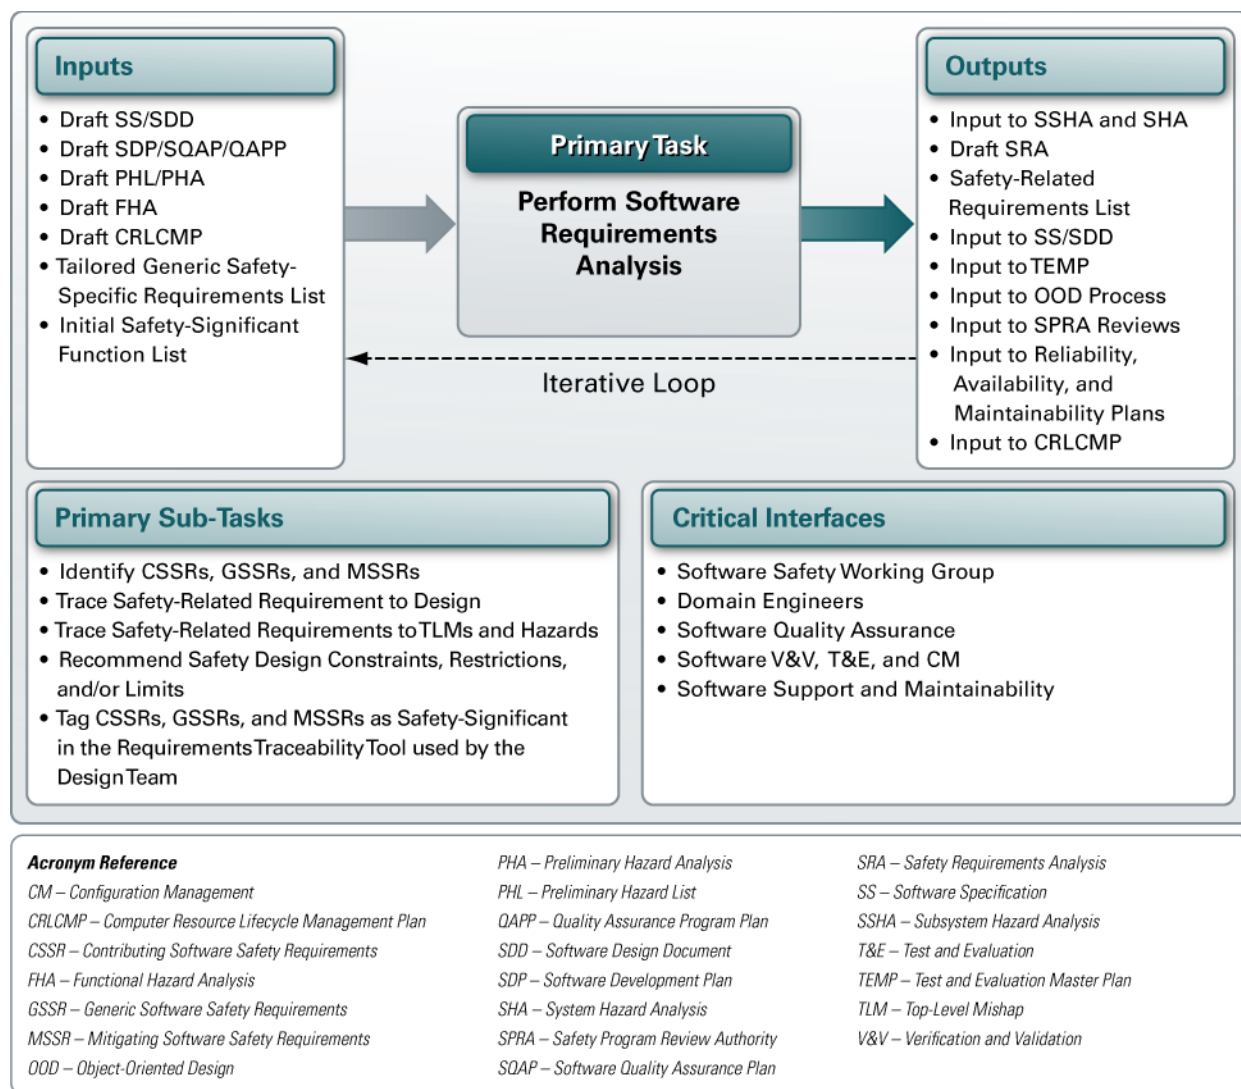 Inputs
• Draft SS/SDD
• Draft SDP/SQAP/QAPP
• Draft PHL/PHA
• Draft FHA
• Draft CRLCMP
• Tailored Generic Safety-
Specific Requirements List
• Initial Safety-Significant
Function List
Primary Task
Perform Software
Requirements
Analysis
Iterative Loop
Outputs
• Input to SSHA and SHA
• Draft SRA
• Safety-Related
Requirements List
• Input to SS/SDD
• Input to TEMP
• Input to OOD Process
• Input to SPRA Reviews
• Input to Reliability,
Availability, and
Maintainability Plans
• Input to CRLCMP
Primary Sub-Tasks
• Identify CSSRs, GSSRs, and MSSRs
• Trace Safety-Related Requirement to Design
• Trace Safety-Related Requirements to TLMs and Hazards
• Recommend Safety Design Constraints, Restrictions,
and/or Limits
• Tag CSSRs, GSSRs, and MSSRs as Safety-Significant
in the Requirements Traceability Tool used by the
Design Team
Critical Interfaces
• Software Safety Working Group
• Domain Engineers
• Software Quality Assurance
• Software V&V, T&E, and CM
• Software Support and Maintainability
Acronym Reference
CM – Configuration Management
CRLCMP – Computer Resource Lifecycle Management Plan
CSSR – Contributing Software Safety Requirements
FHA – Functional Hazard Analysis
GSSR – Generic Software Safety Requirements
MSSR – Mitigating Software Safety Requirements
OOD – Object-Oriented Design
PHA – Preliminary Hazard Analysis
PHL – Preliminary Hazard List
QAPP – Quality Assurance Program Plan
SDD – Software Design Document
SDP – Software Development Plan
SHA – System Hazard Analysis
SPRA – Safety Program Review Authority
SQAP – Software Quality Assurance Plan
SRA – Safety Requirements Analysis
SS – Software Specification
SSHA – Subsystem Hazard Analysis
T&E – Test and Evaluation
TEMP – Test and Evaluation Master Plan
TLM – Top-Level Mishap
V&V – Verification and Validation